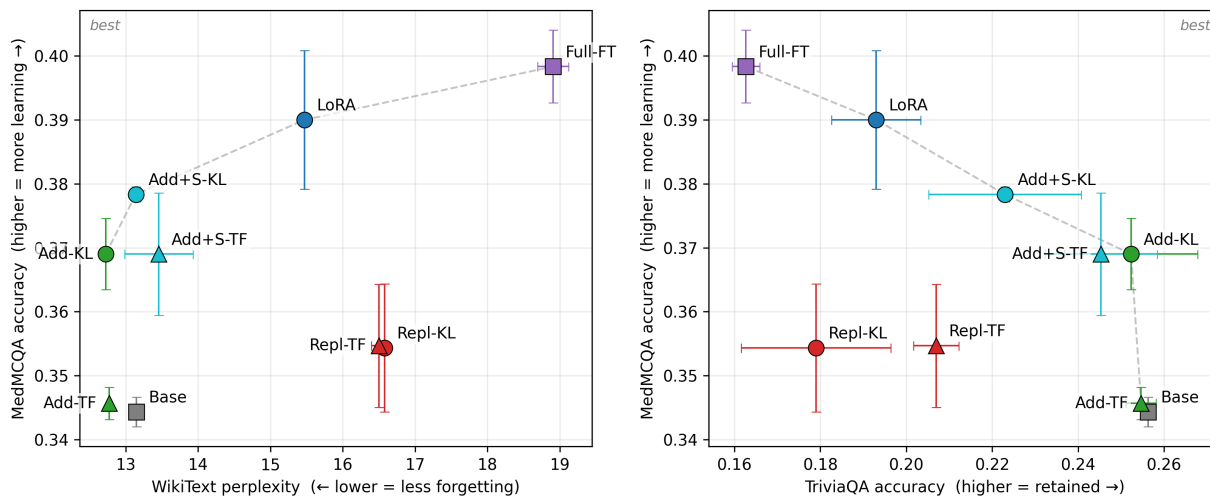 best
Full-FT
LoRA
Add+S-KL
Add+S-TF
Add-KL
Repl-TF
Repl-KL
Add-TF
Base
0.40
0.39
0.38
0.37
0.36
0.35
0.34
MedMCQA accuracy (higher = more learning →)
13 14 15 16 17 18 19
WikiText perplexity (← lower = less forgetting)
best
Full-FT
LoRA
Add+S-KL
Add-KL
Add+S-TF
Repl-KL
Repl-TF
Add-TF
Base
0.40
0.39
0.38
0.37
0.36
0.35
0.34
MedMCQA accuracy (higher = more learning →)
0.16 0.18 0.20 0.22 0.24 0.26
TriviaQA accuracy (higher = retained →)